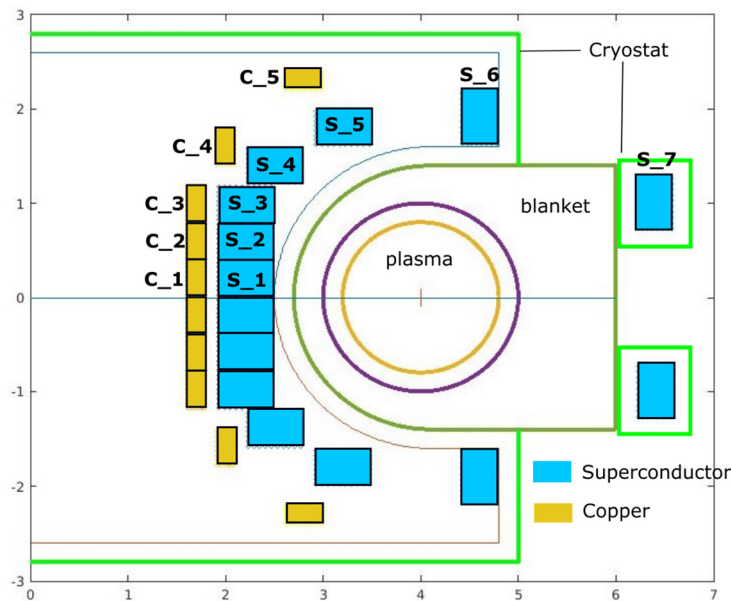 3
2
1
0
-1
-2
-3
0 1 2 3 4 5 6 7
Cryostat
C_5
S_6
S_5
C_4
S_4
S_7
C_3
S_3
blanket
C_2
S_2
plasma
C_1
S_1
Superconductor
Copper